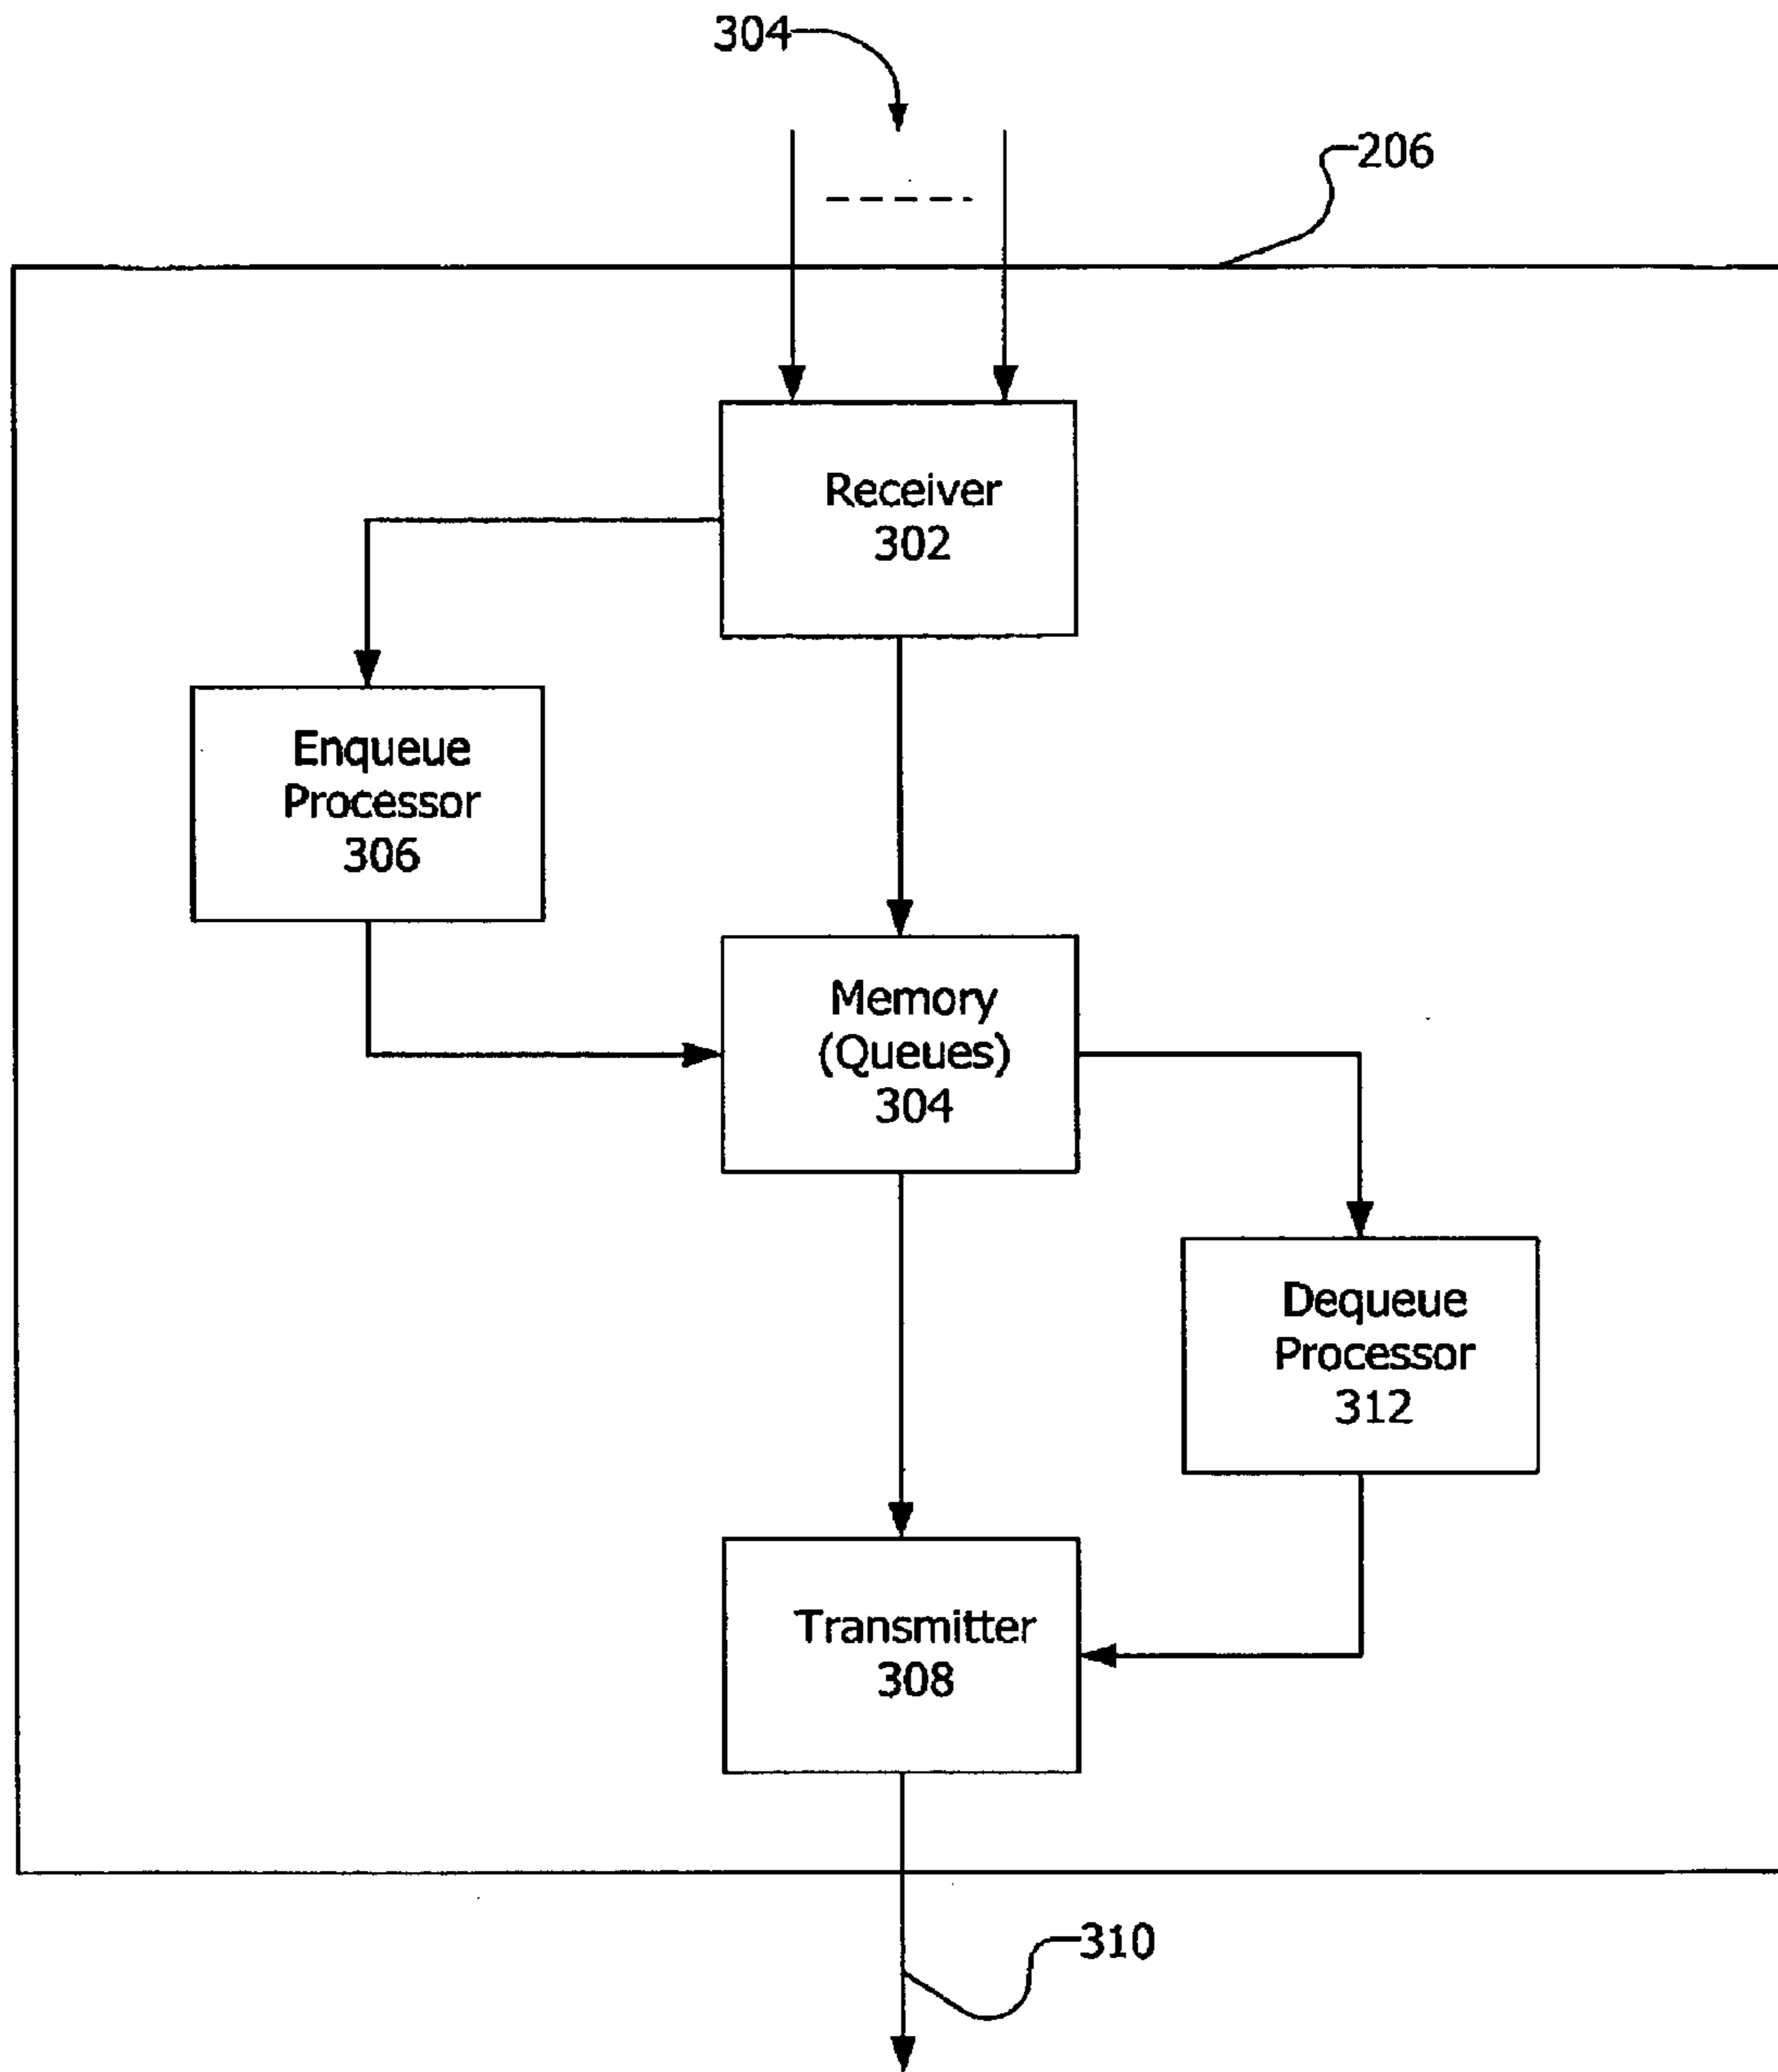 304
206
Receiver
302
Enqueue
Processor
306
Memory
(Queues)
304
Dequeue
Processor
312
Transmitter
308
310